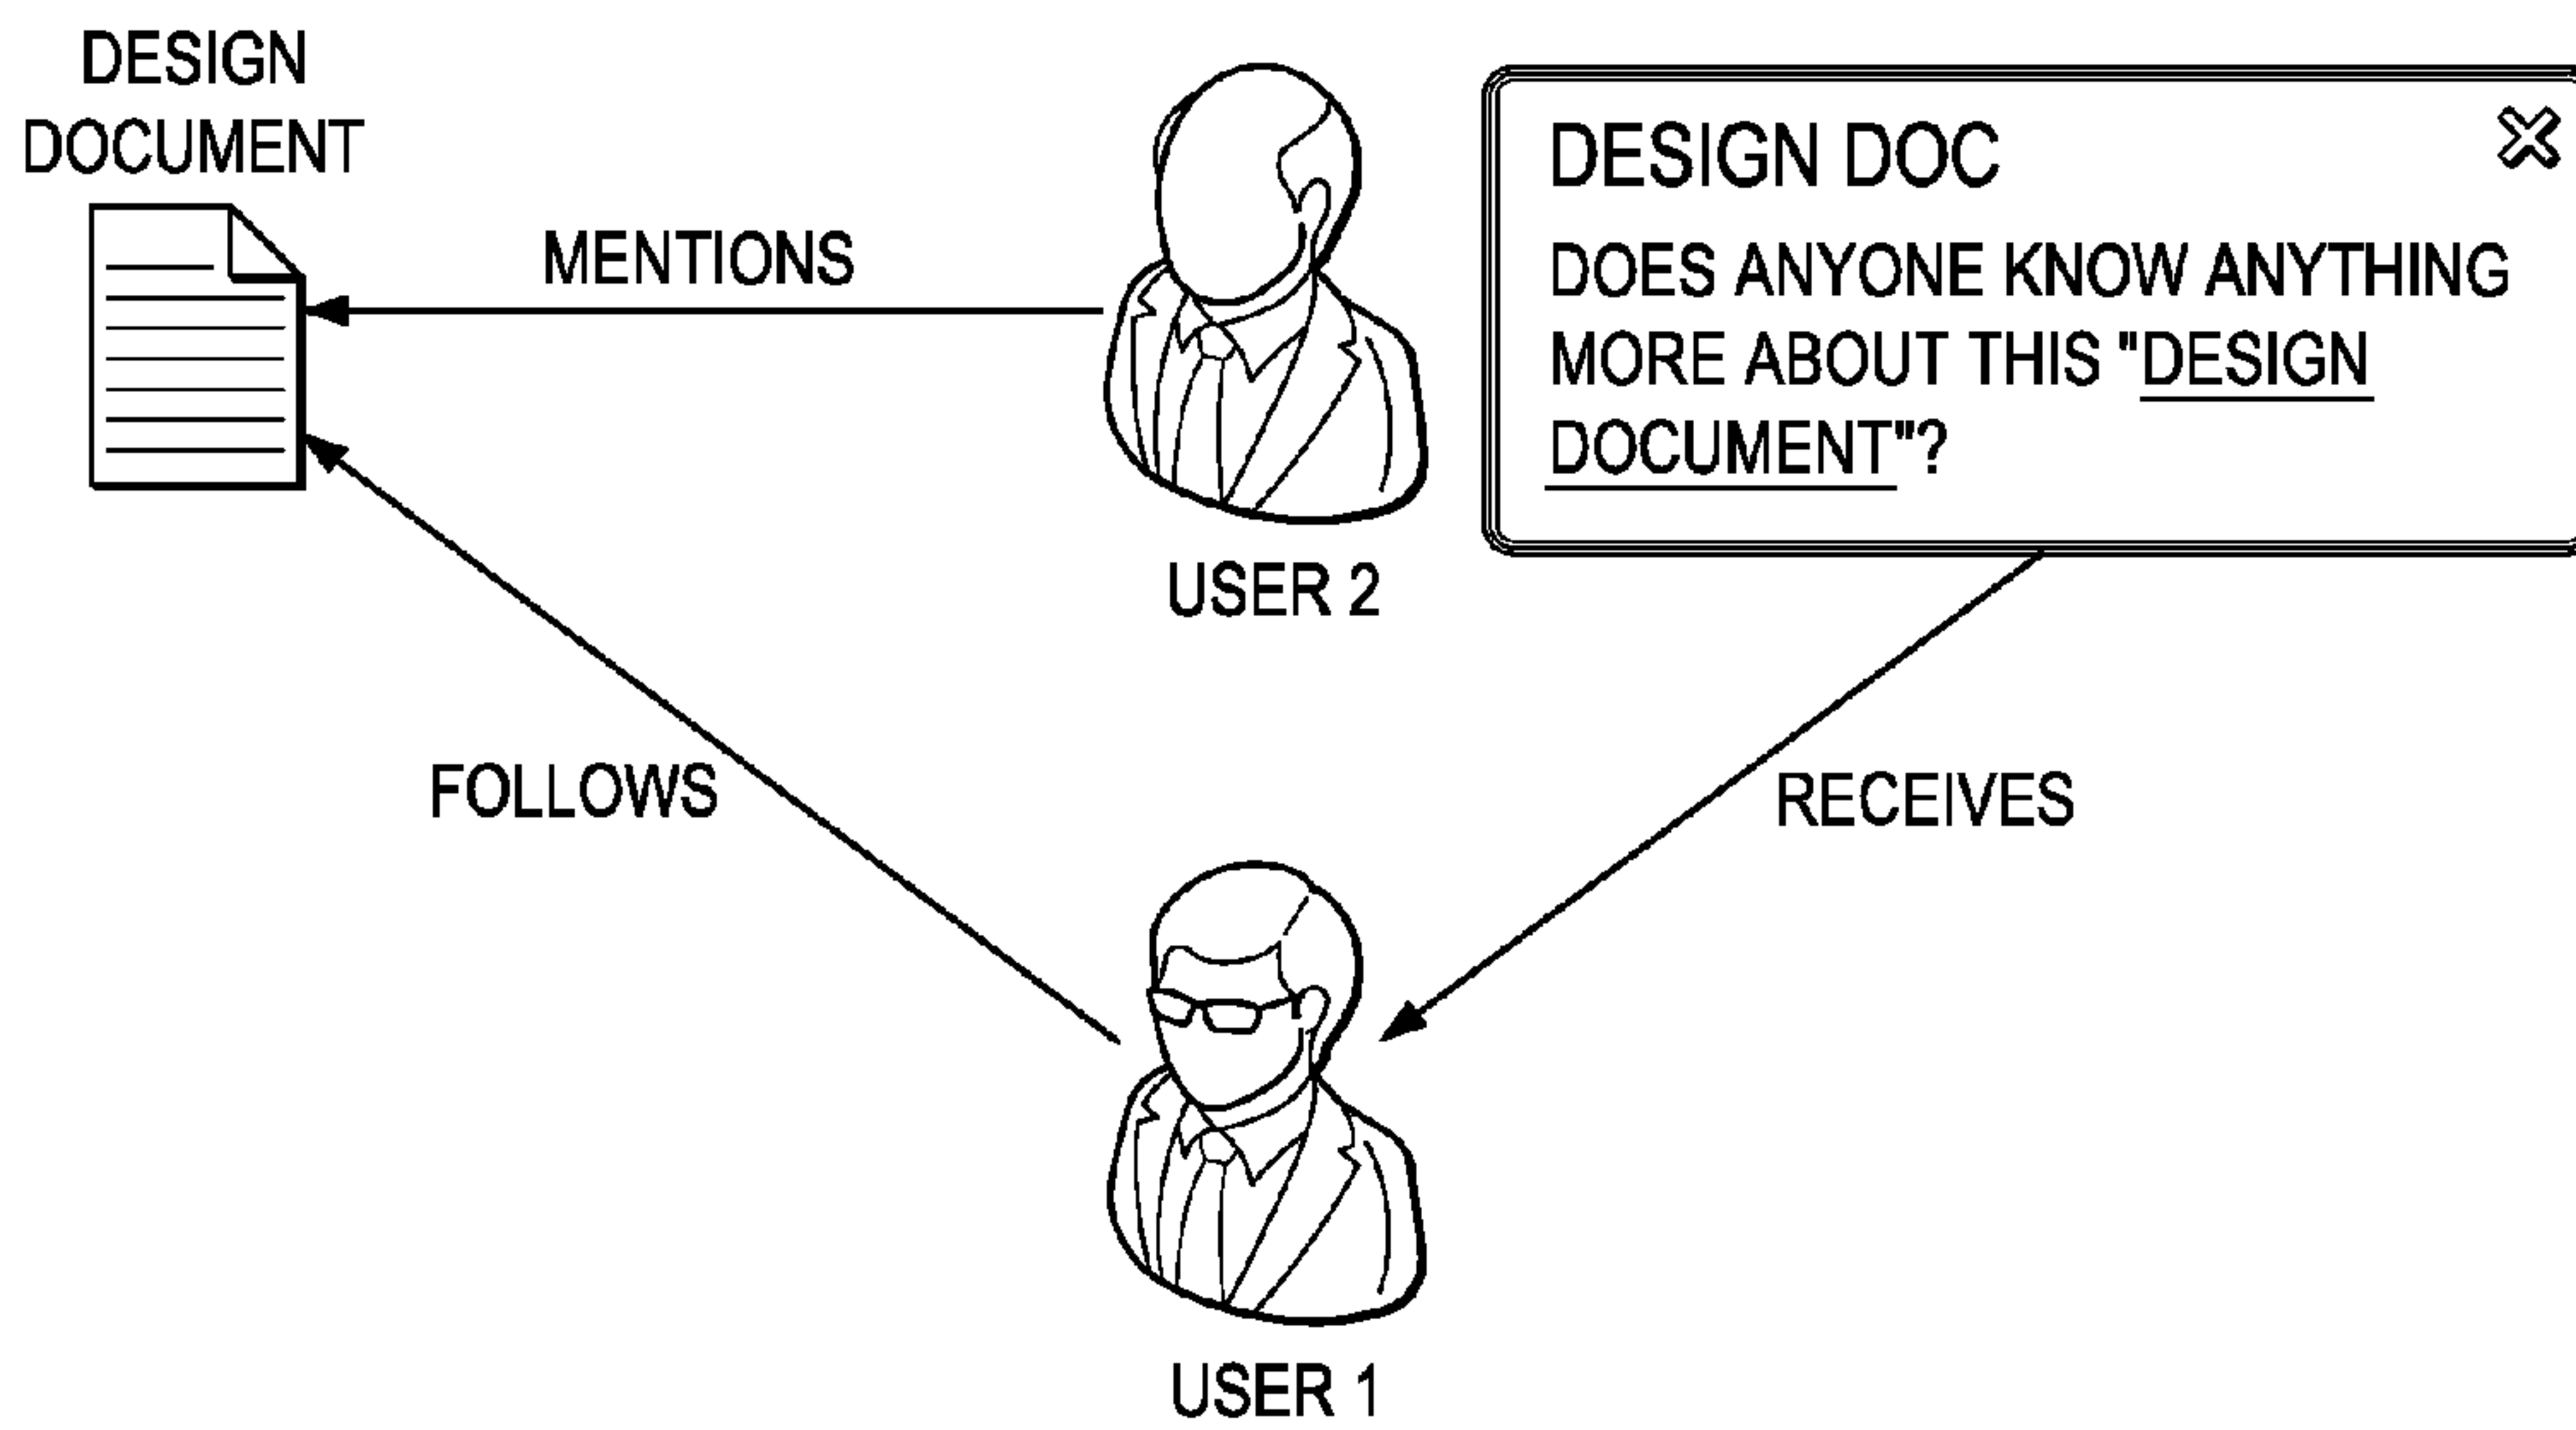 DESIGN
DOCUMENT
MENTIONS
USER 2
DESIGN DOC
DOES ANYONE KNOW ANYTHING
MORE ABOUT THIS "DESIGN
DOCUMENT"?
FOLLOWS
RECEIVES
USER 1